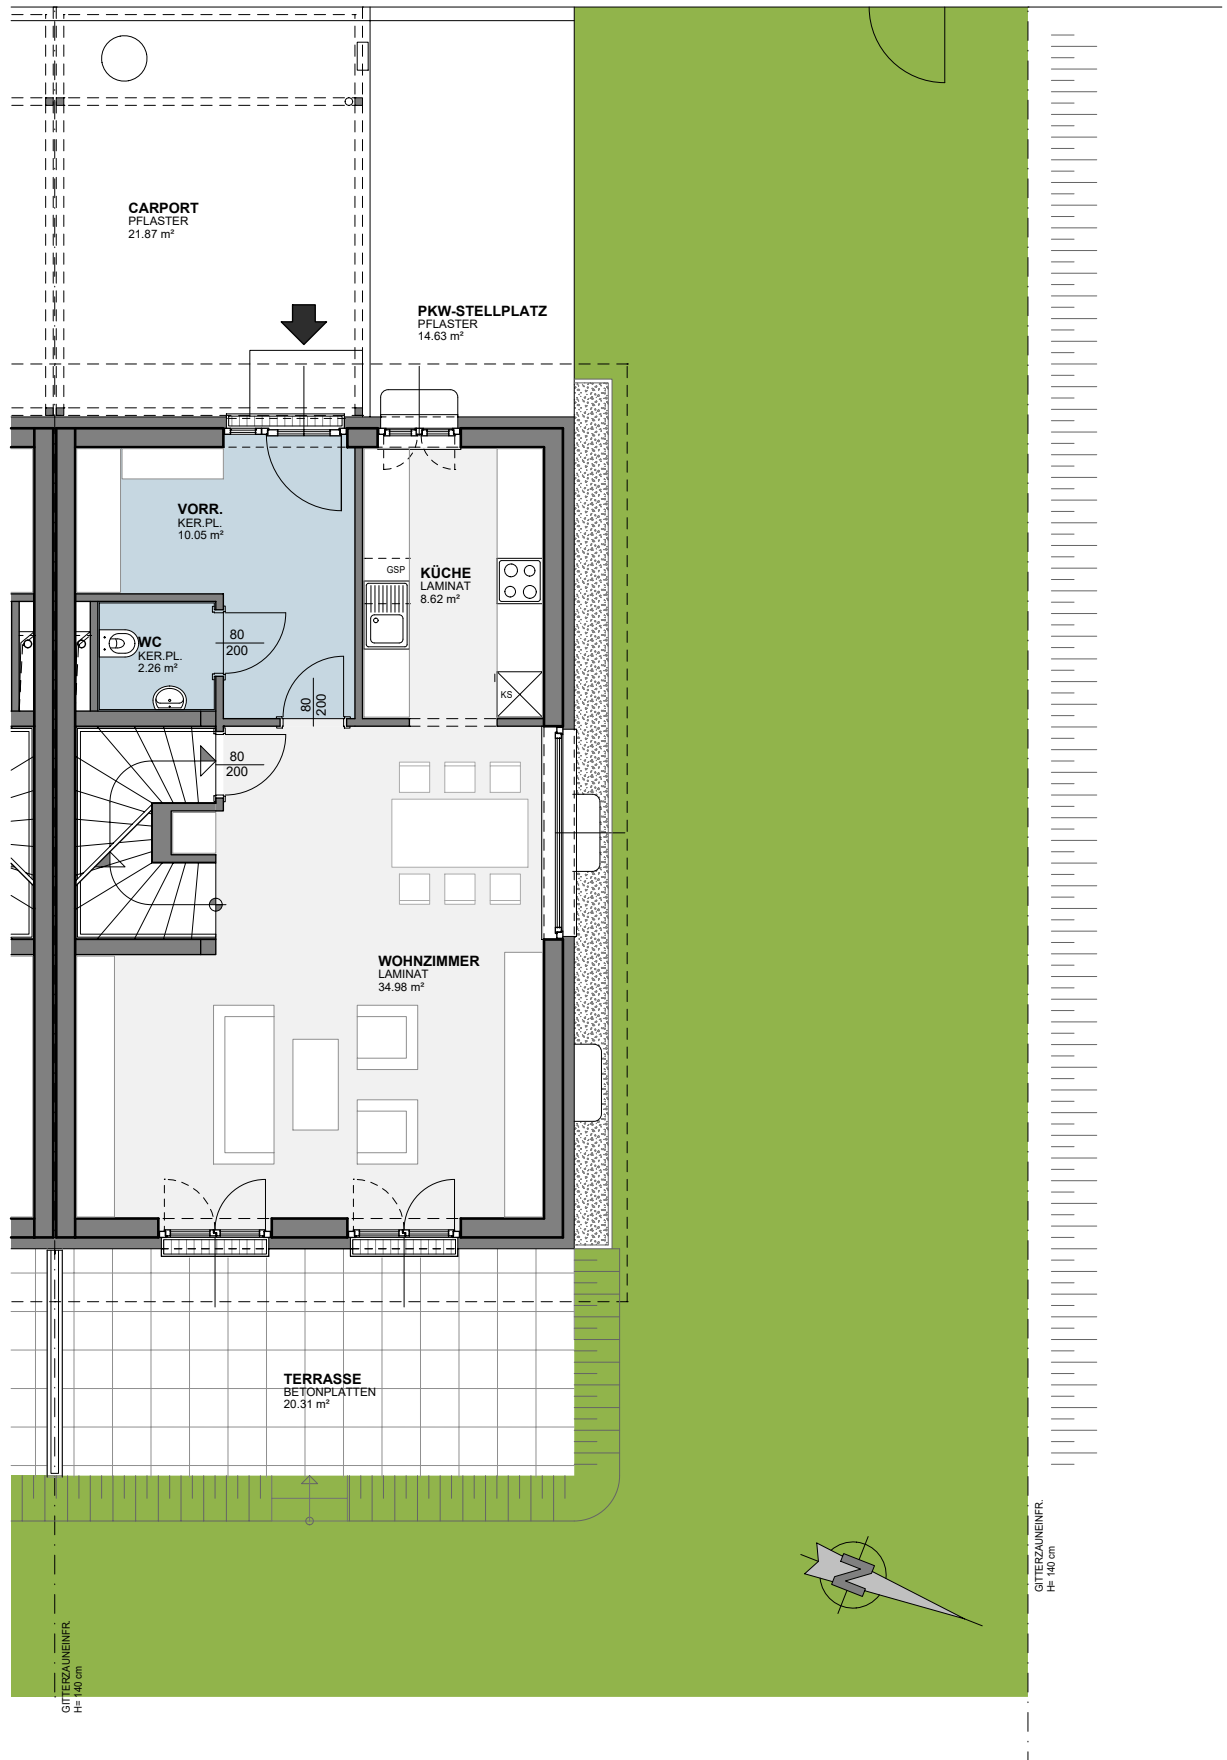 CARPORT
PFLASTER
21.87 m²
PKW-STELLPLATZ
PFLASTER
14.63 m²
VORR.
KER.PL.
10.05 m²
GSP
KÜCHE
LAMINAT
8.62 m²
WC
KER.PL.
2.26 m²
80
200
80
200
KS
80
200
WOHNZIMMER
LAMINAT
34.98 m²
TERRASSE
BETONPLATTEN
20.31 m²
GITTERZAUNEINFR.
H= 140 cm
N
GITTERZAUNEINFR.
H= 140 cm